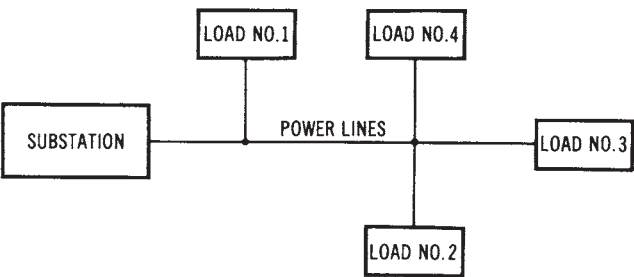 LOAD NO.1
LOAD NO.4
SUBSTATION
POWER LINES
LOAD NO.3
LOAD NO.2